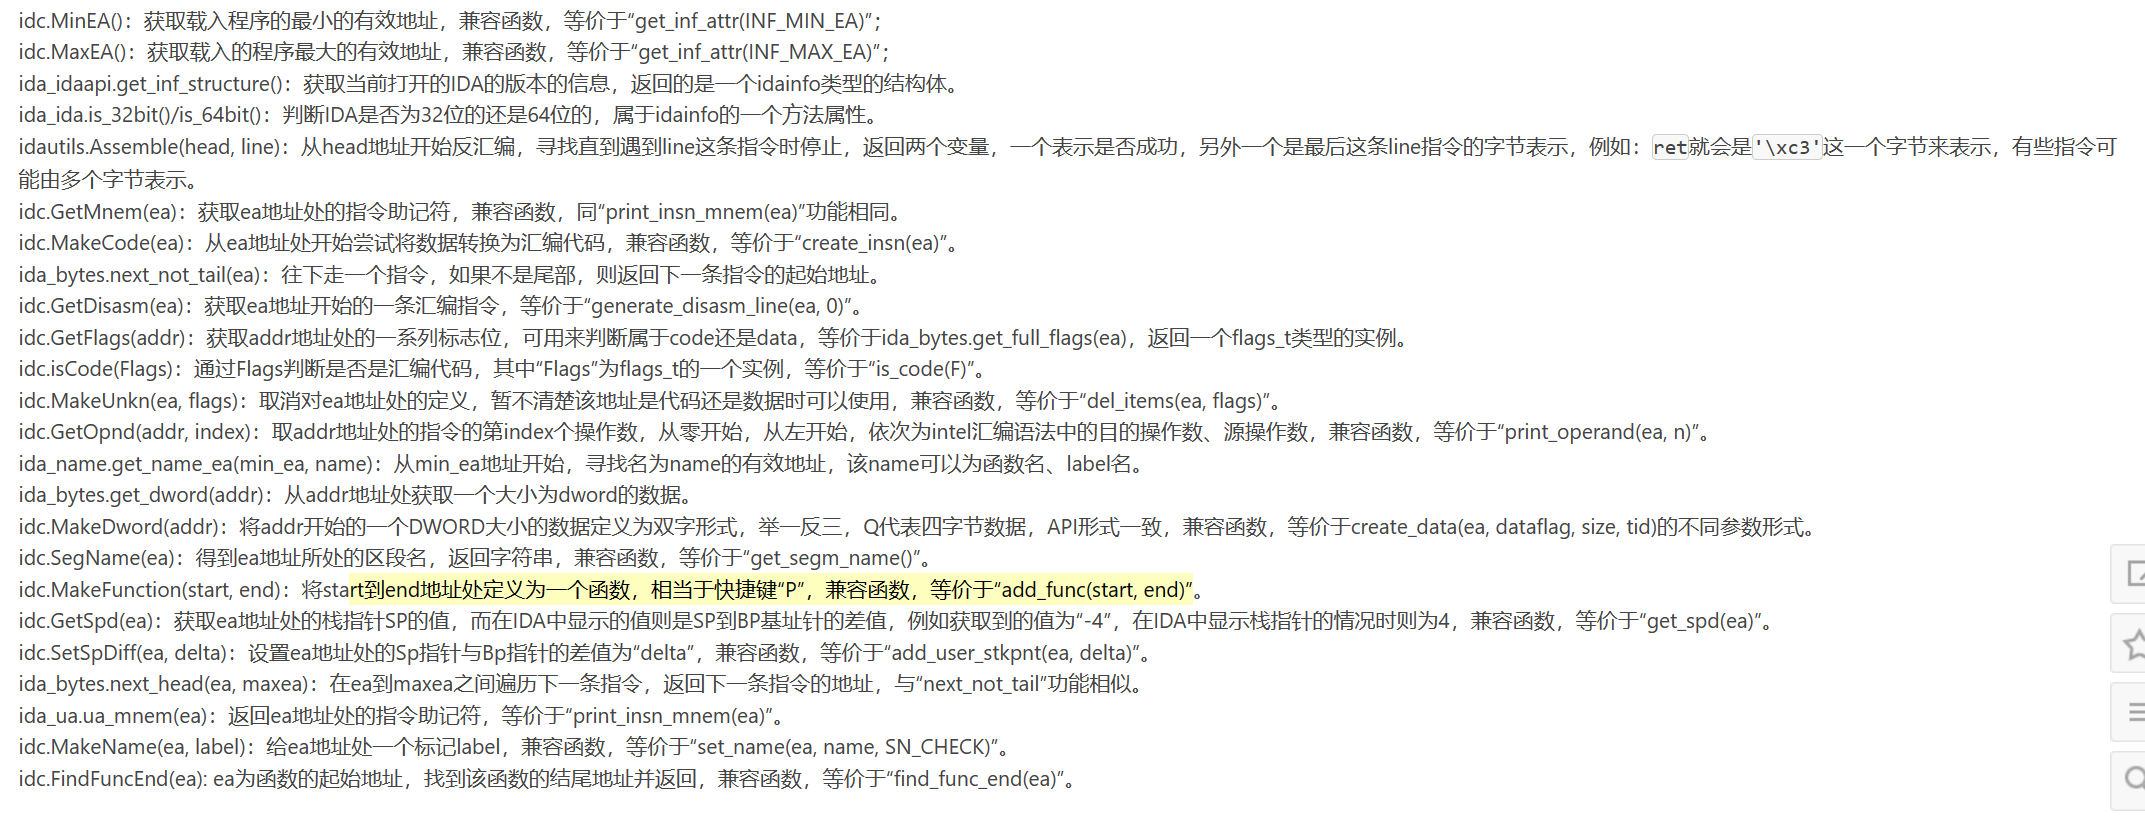 idc.MinEA()：获取载入程序的最小的有效地址，兼容函数，等价于“get_inf_attr(INF_MIN_EA)”；
idc.MaxEA()：获取载入的程序最大的有效地址，兼容函数，等价于“get_inf_attr(INF_MAX_EA)”；
ida_idaapi.get_inf_structure()：获取当前打开的IDA的版本的信息，返回的是一个idainfo类型的结构体。
ida_ida.is_32bit()/is_64bit()：判断IDA是否为32位的还是64位的，属于idainfo的一个方法属性。
idautils.Assemble(head, line)：从head地址开始反汇编，寻找直到遇到line这条指令时停止，返回两个变量，一个表示是否成功，另外一个是最后这条line指令的字节表示，例如：ret就会是'\xc3'这一个字节来表示，有些指令可
能由多个字节表示。
idc.GetMnem(ea)：获取ea地址处的指令助记符，兼容函数，同“print_insn_mnem(ea)”功能相同。
idc.MakeCode(ea)：从ea地址处开始尝试将数据转换为汇编代码，兼容函数，等价于“create_insn(ea)”。
ida_bytes.next_not_tail(ea)：往下走一个指令，如果不是尾部，则返回下一条指令的起始地址。
idc.GetDisasm(ea)：获取ea地址开始的一条汇编指令，等价于“generate_disasm_line(ea, 0)”。
idc.GetFlags(addr)：获取addr地址处的一系列标志位，可用来判断属于code还是data，等价于ida_bytes.get_full_flags(ea)，返回一个flags_t类型的实例。
idc.isCode(Flags)：通过Flags判断是否是汇编代码，其中“Flags”为flags_t的一个实例，等价于“is_code(F)”。
idc.MakeUnkn(ea, flags)：取消对ea地址处的定义，暂不清楚该地址是代码还是数据时可以使用，兼容函数，等价于“del_items(ea, flags)”。
idc.GetOpnd(addr, index)：取addr地址处的指令的第index个操作数，从零开始，从左开始，依次为intel汇编语法中的目的操作数、源操作数，兼容函数，等价于“print_operand(ea, n)”。
ida_name.get_name_ea(min_ea, name)：从min_ea地址开始，寻找名为name的有效地址，该name可以为函数名、label名。
ida_bytes.get_dword(addr)：从addr地址处获取一个大小为dword的数据。
idc.MakeDword(addr)：将addr开始的一个DWORD大小的数据定义为双字形式，举一反三，Q代表四字节数据，API形式一致，兼容函数，等价于create_data(ea, dataflag, size, tid)的不同参数形式。
idc.SegName(ea)：得到ea地址所处的区段名，返回字符串，兼容函数，等价于“get_segm_name()”。
idc.MakeFunction(start, end)：将start到end地址处定义为一个函数，相当于快捷键“P”，兼容函数，等价于“add_func(start, end)”。
idc.GetSpd(ea)：获取ea地址处的栈指针SP的值，而在IDA中显示的值则是SP到BP基址针的差值，例如获取到的值为“-4”，在IDA中显示栈指针的情况时则为4，兼容函数，等价于“get_spd(ea)”。
idc.SetSpDiff(ea, delta)：设置ea地址处的Sp指针与Bp指针的差值为“delta”，兼容函数，等价于“add_user_stkpnt(ea, delta)”。
ida_bytes.next_head(ea, maxea)：在ea到maxea之间遍历下一条指令，返回下一条指令的地址，与“next_not_tail”功能相似。
ida_ua.ua_mnem(ea)：返回ea地址处的指令助记符，等价于“print_insn_mnem(ea)”。
idc.MakeName(ea, label)：给ea地址处一个标记label，兼容函数，等价于“set_name(ea, name, SN_CHECK)”。
idc.FindFuncEnd(ea): ea为函数的起始地址，找到该函数的结尾地址并返回，兼容函数，等价于“find_func_end(ea)”。